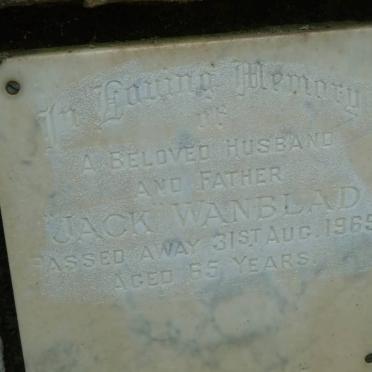 In Loving Memory
of
A BELOVED HUSBAND
AND FATHER
"JACK" WANBLAD
PASSED AWAY 31ST AUG. 1965
AGED 65 YEARS.